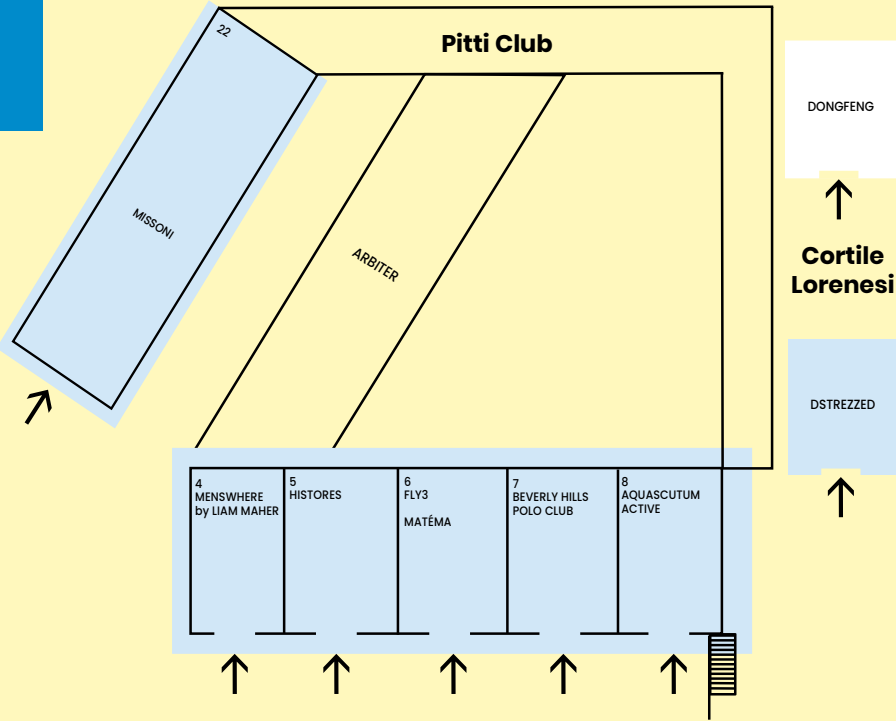 22
Pitti Club
DONGFENG
MISSONI
ARBITER
Cortile
Lorenesi
DSTREZZED
4
MENSWHERE
by LIAM MAHER
5
HISTORES
6
FLY3
MATÉMA
7
BEVERLY HILLS
POLO CLUB
8
AQUASCUTUM
ACTIVE